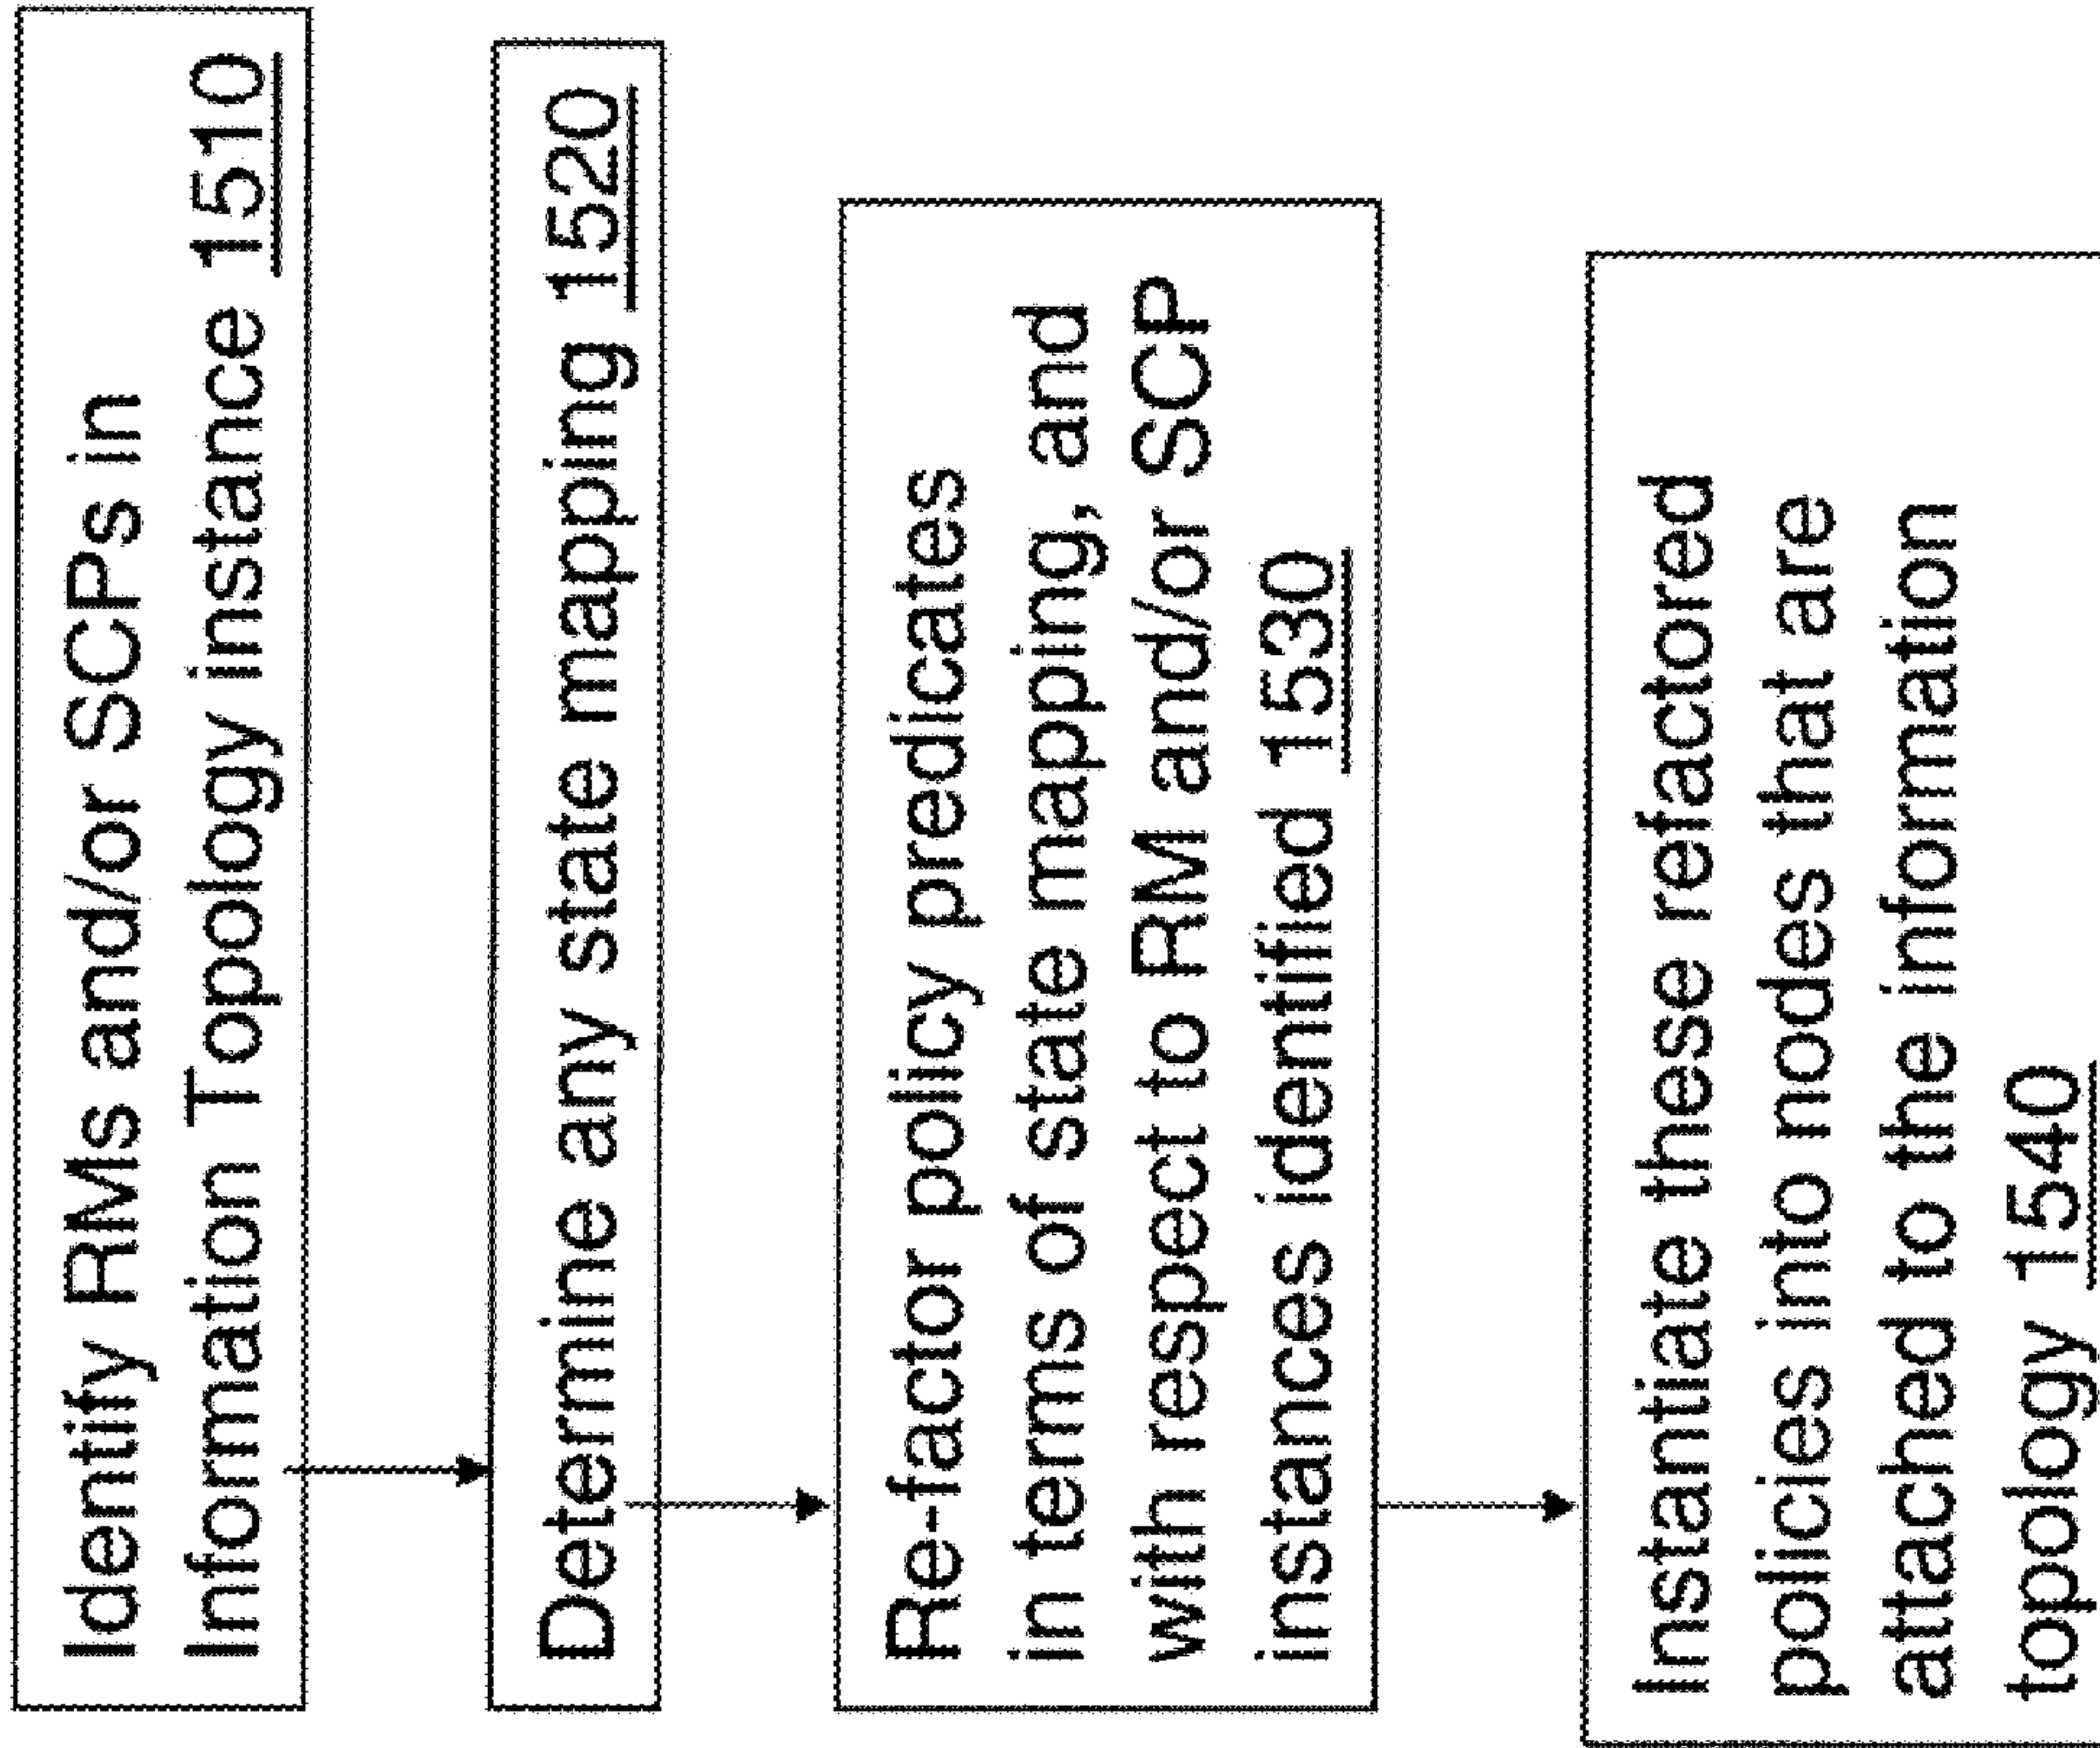 Identify RMs and/or SCPs in
Information Topology instance 1510
Determine any state mapping 1520
Re-factor policy predicates
in terms of state mapping, and
with respect to RM and/or SCP
instances identified 1530
Instantiate these refactored
policies into nodes that are
attached to the information
topology 1540